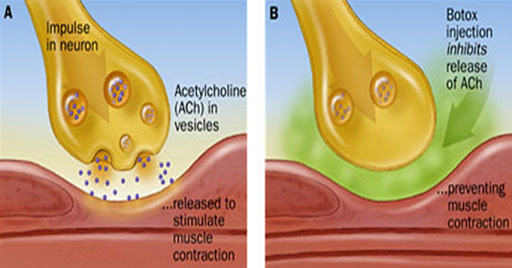 A
Impulse
in neuron
Acetylcholine
(ACh) in
vesicles
...released to
stimulate
muscle
contraction
B
Botox
injection
inhibits
release
of ACh
...preventing
muscle
contraction